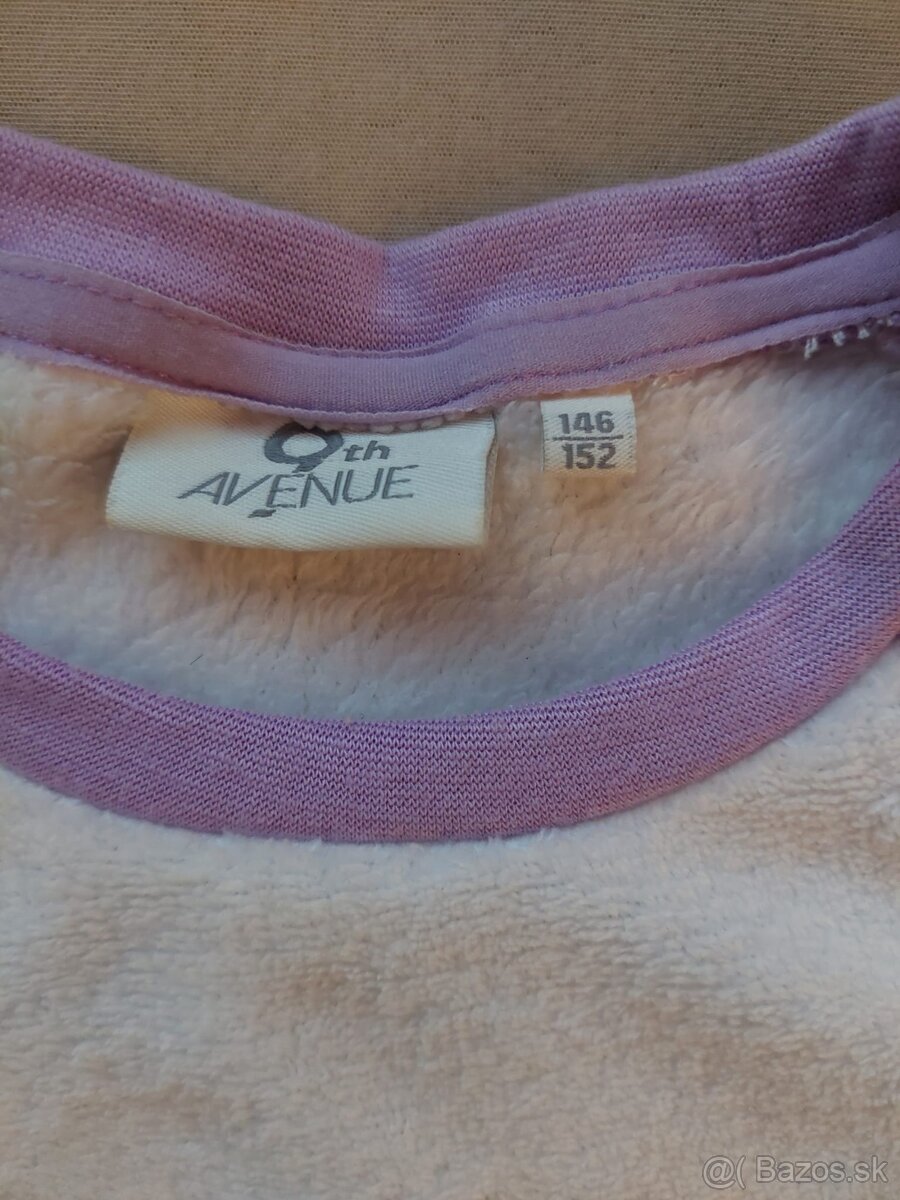 9th
AVENUE
146
152
@( Bazos.sk